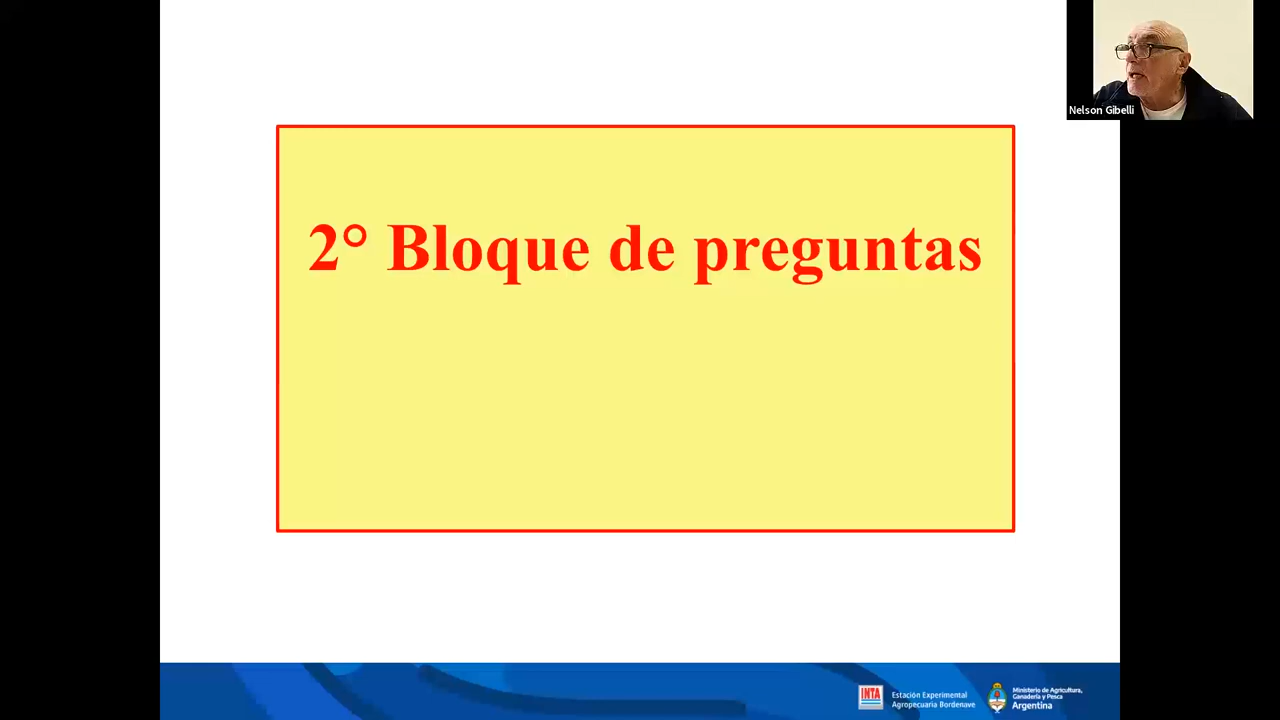 Nelson Gibelli
2° Bloque de preguntas
INTA
Estación Experimental
Agropecuaria Bordenave
Ministerio de Agricultura,
Ganadería y Pesca
Argentina